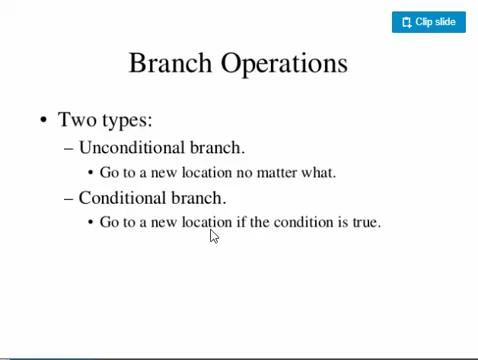 Clip slide
Branch Operations
• Two types:
– Unconditional branch.
• Go to a new location no matter what.
– Conditional branch.
• Go to a new location if the condition is true.